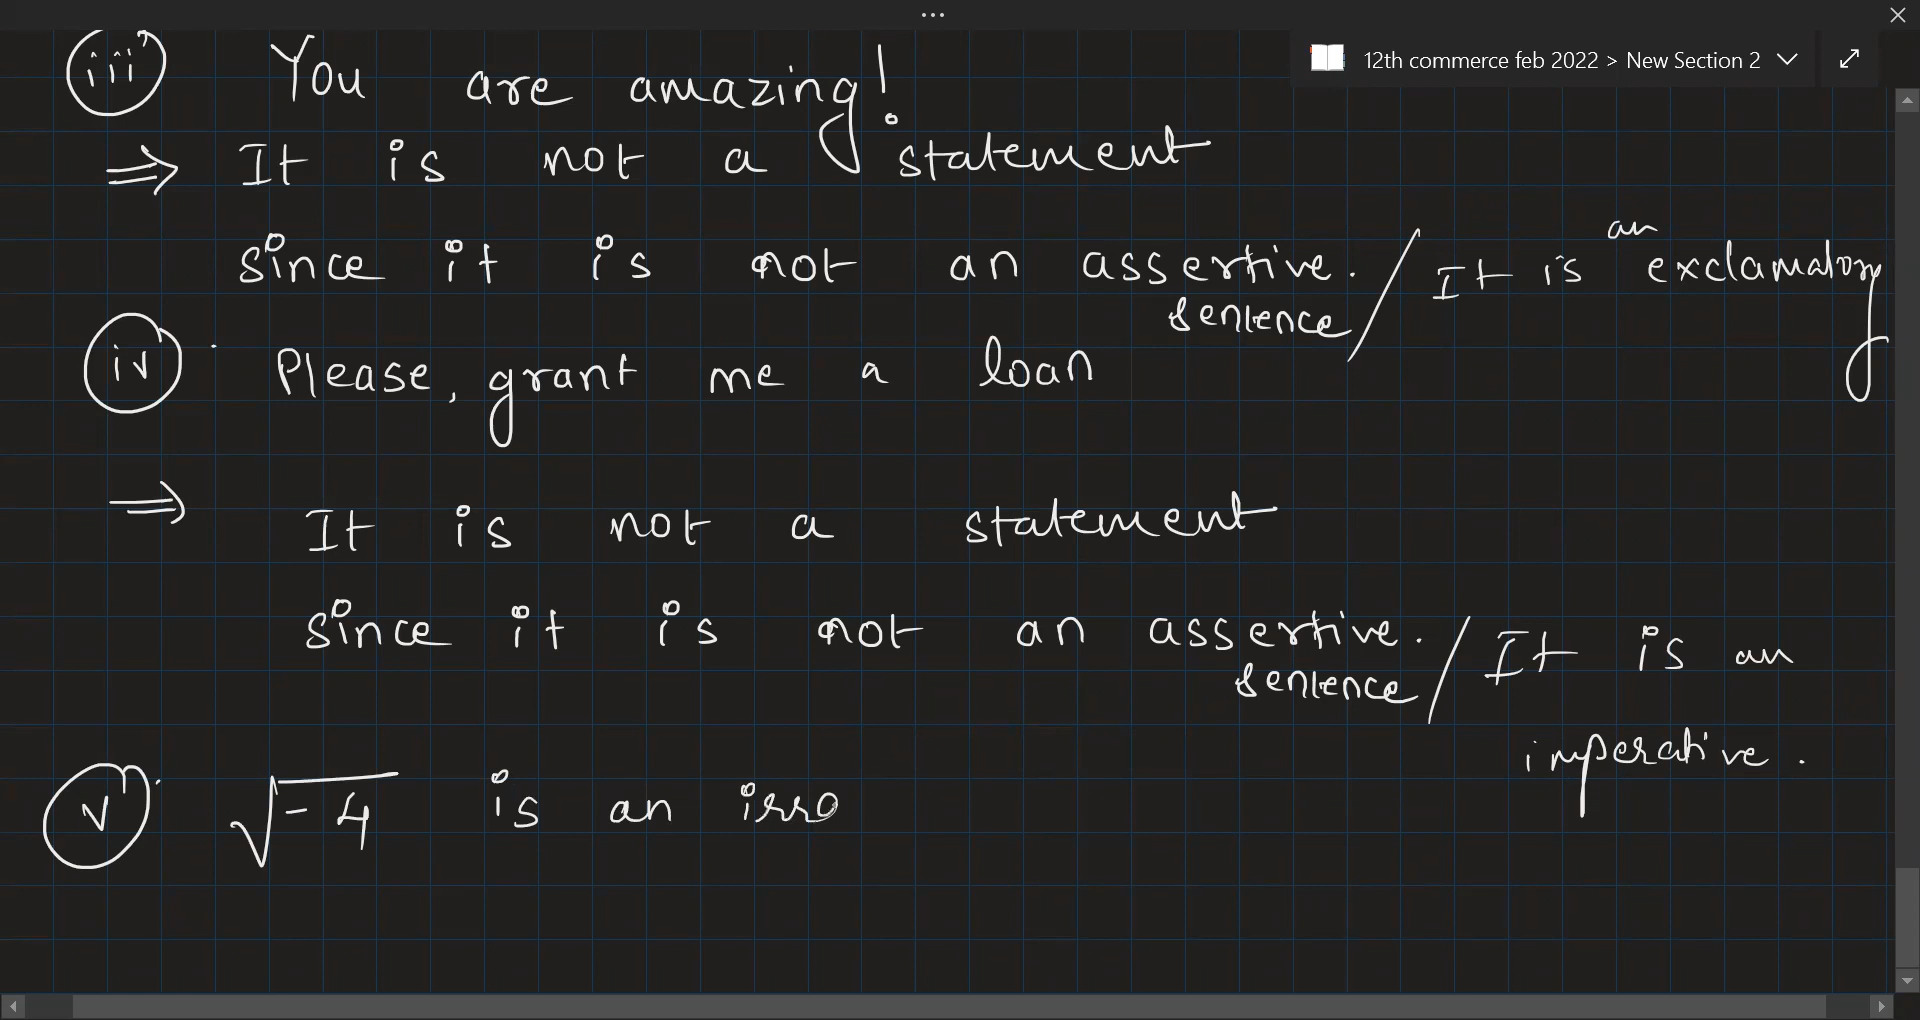 ...
12th commerce feb 2022 > New Section 2
iii) You are amazing!
⇒ It is not a statement
since it is not an assertive. / It is an exclamatory
sentence
iv) Please, grant me a loan
⇒ It is not a statement
since it is not an assertive. / It is an
sentence
imperative.
v) √-4 is an irra